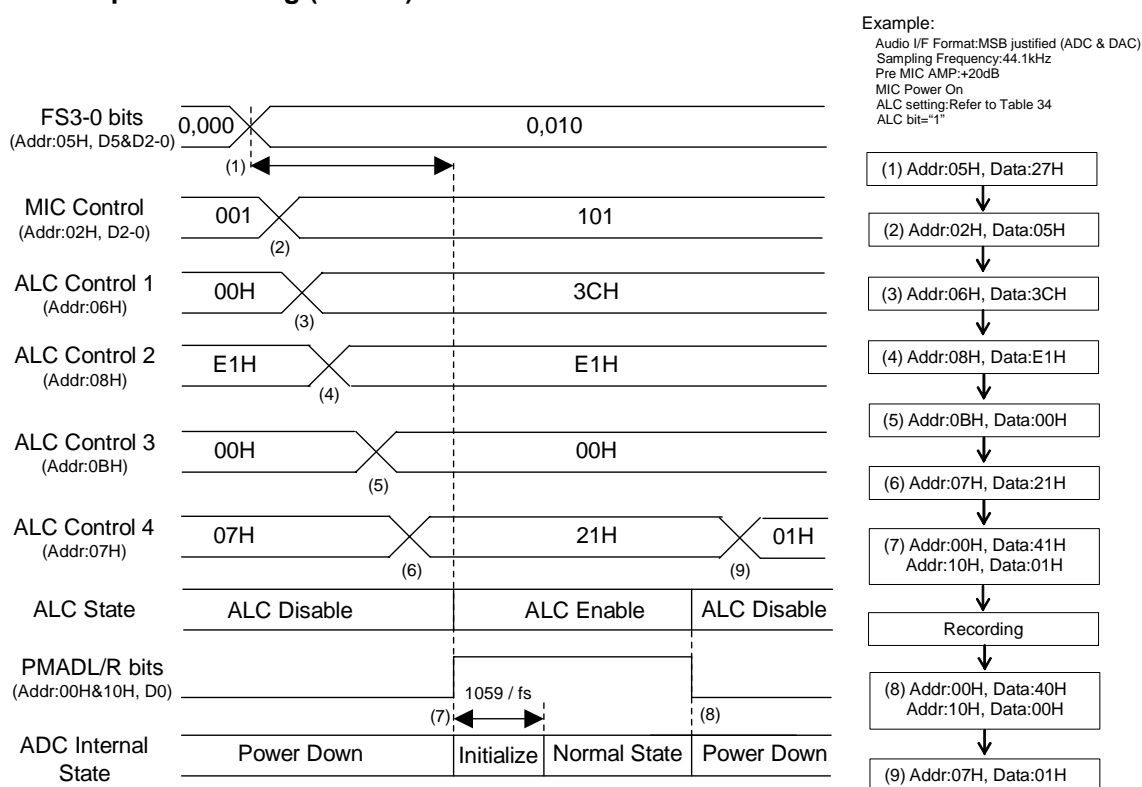 Example:
Audio I/F Format:MSB justified (ADC & DAC)
Sampling Frequency:44.1kHz
Pre MIC AMP:+20dB
MIC Power On
ALC setting:Refer to Table 34
ALC bit="1"
FS3-0 bits
(Addr:05H, D5&D2-0)
0,000
0,010
(1)
MIC Control
(Addr:02H, D2-0)
001
101
(2)
ALC Control 1
(Addr:06H)
00H
3CH
(3)
ALC Control 2
(Addr:08H)
E1H
E1H
(4)
ALC Control 3
(Addr:0BH)
00H
00H
(5)
ALC Control 4
(Addr:07H)
07H
21H
01H
(6)
(9)
ALC State
ALC Disable
ALC Enable
ALC Disable
PMADL/R bits
(Addr:00H&10H, D0)
1059 / fs
(7)
(8)
ADC Internal
State
Power Down
Initialize
Normal State
Power Down
(1) Addr:05H, Data:27H
(2) Addr:02H, Data:05H
(3) Addr:06H, Data:3CH
(4) Addr:08H, Data:E1H
(5) Addr:0BH, Data:00H
(6) Addr:07H, Data:21H
(7) Addr:00H, Data:41H
Addr:10H, Data:01H
Recording
(8) Addr:00H, Data:40H
Addr:10H, Data:00H
(9) Addr:07H, Data:01H